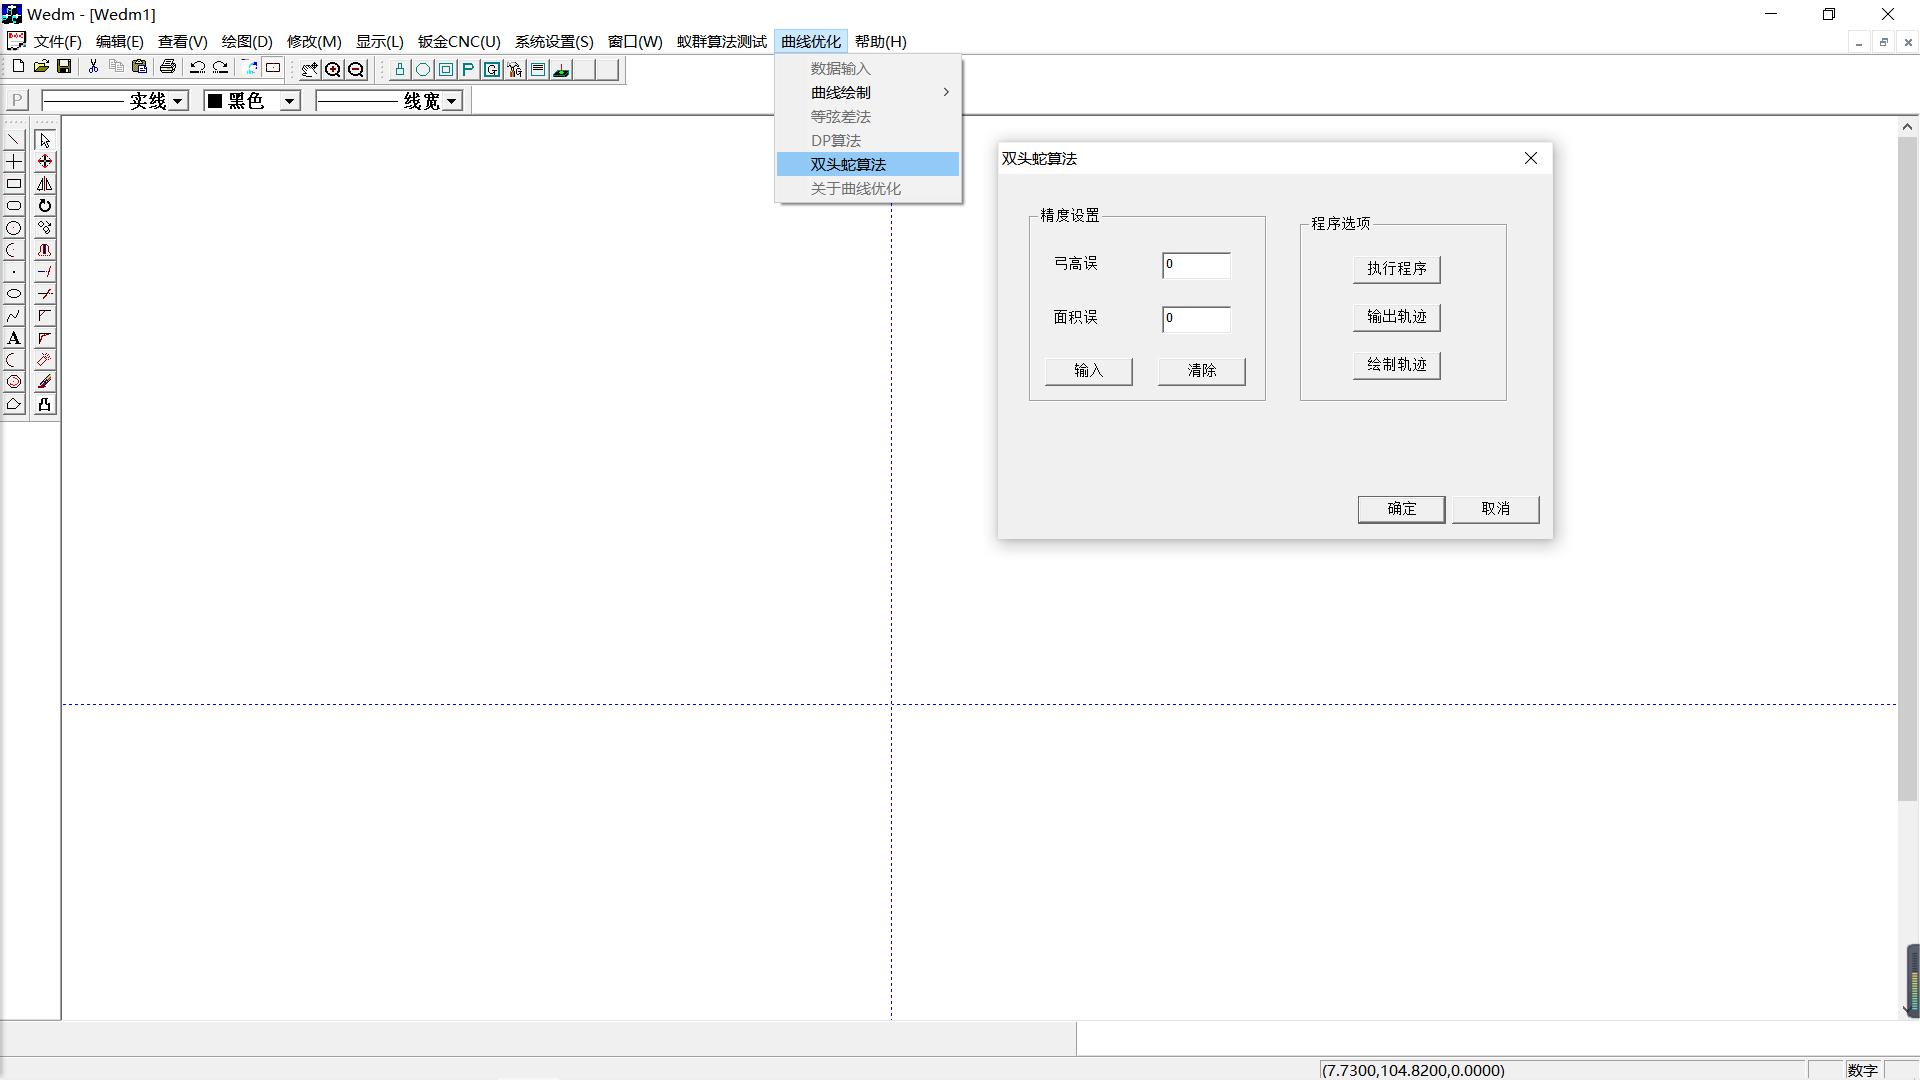 Wedm - [Wedm1]
文件(F) 编辑(E) 查看(V) 绘图(D) 修改(M) 显示(L) 钣金CNC(U) 系统设置(S) 窗口(W) 蚁群算法测试 曲线优化 帮助(H)
P 实线 黑色 线宽
数据输入
曲线绘制
等弦差法
DP算法
双头蛇算法
关于曲线优化
双头蛇算法
精度设置
弓高误
0
面积误
0
输入
清除
程序选项
执行程序
输出轨迹
绘制轨迹
确定
取消
A
P
G
(7.7300,104.8200,0.0000)
数字